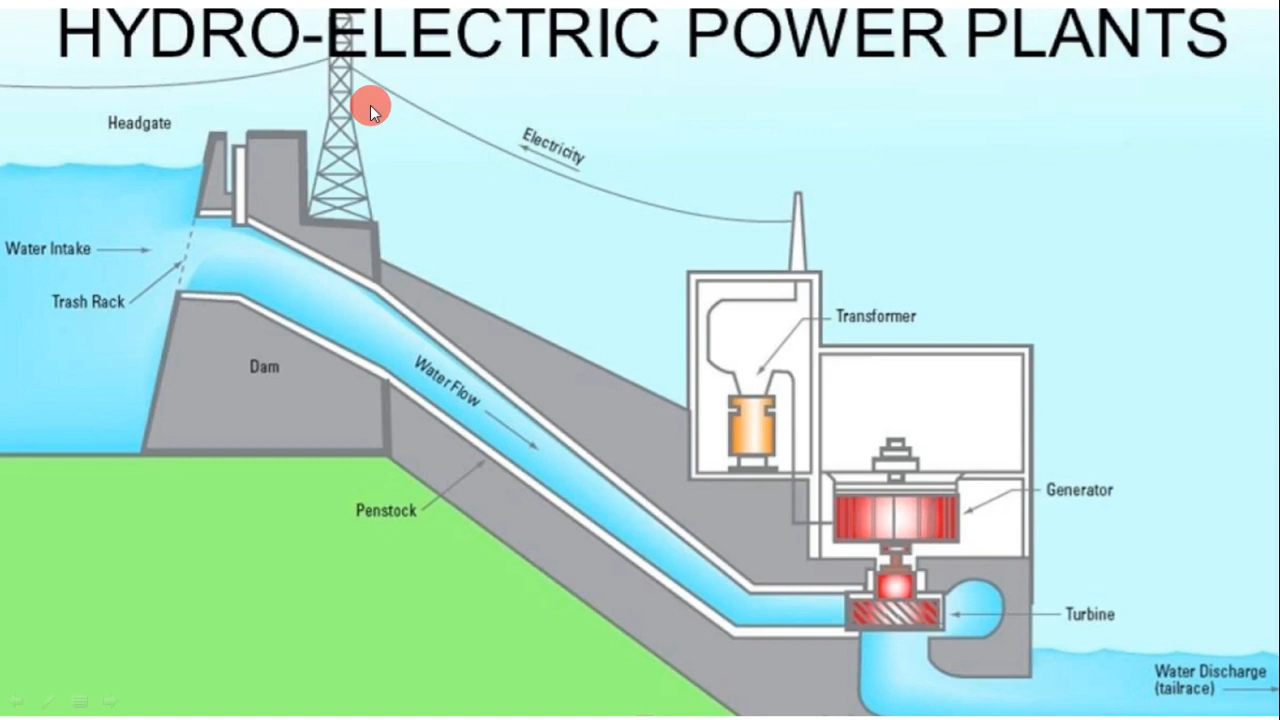 HYDRO-ELECTRIC POWER PLANTS
Headgate
Electricity
Water Intake
Trash Rack
Transformer
Dam
Water Flow
Generator
Penstock
Turbine
Water Discharge
(tailrace)